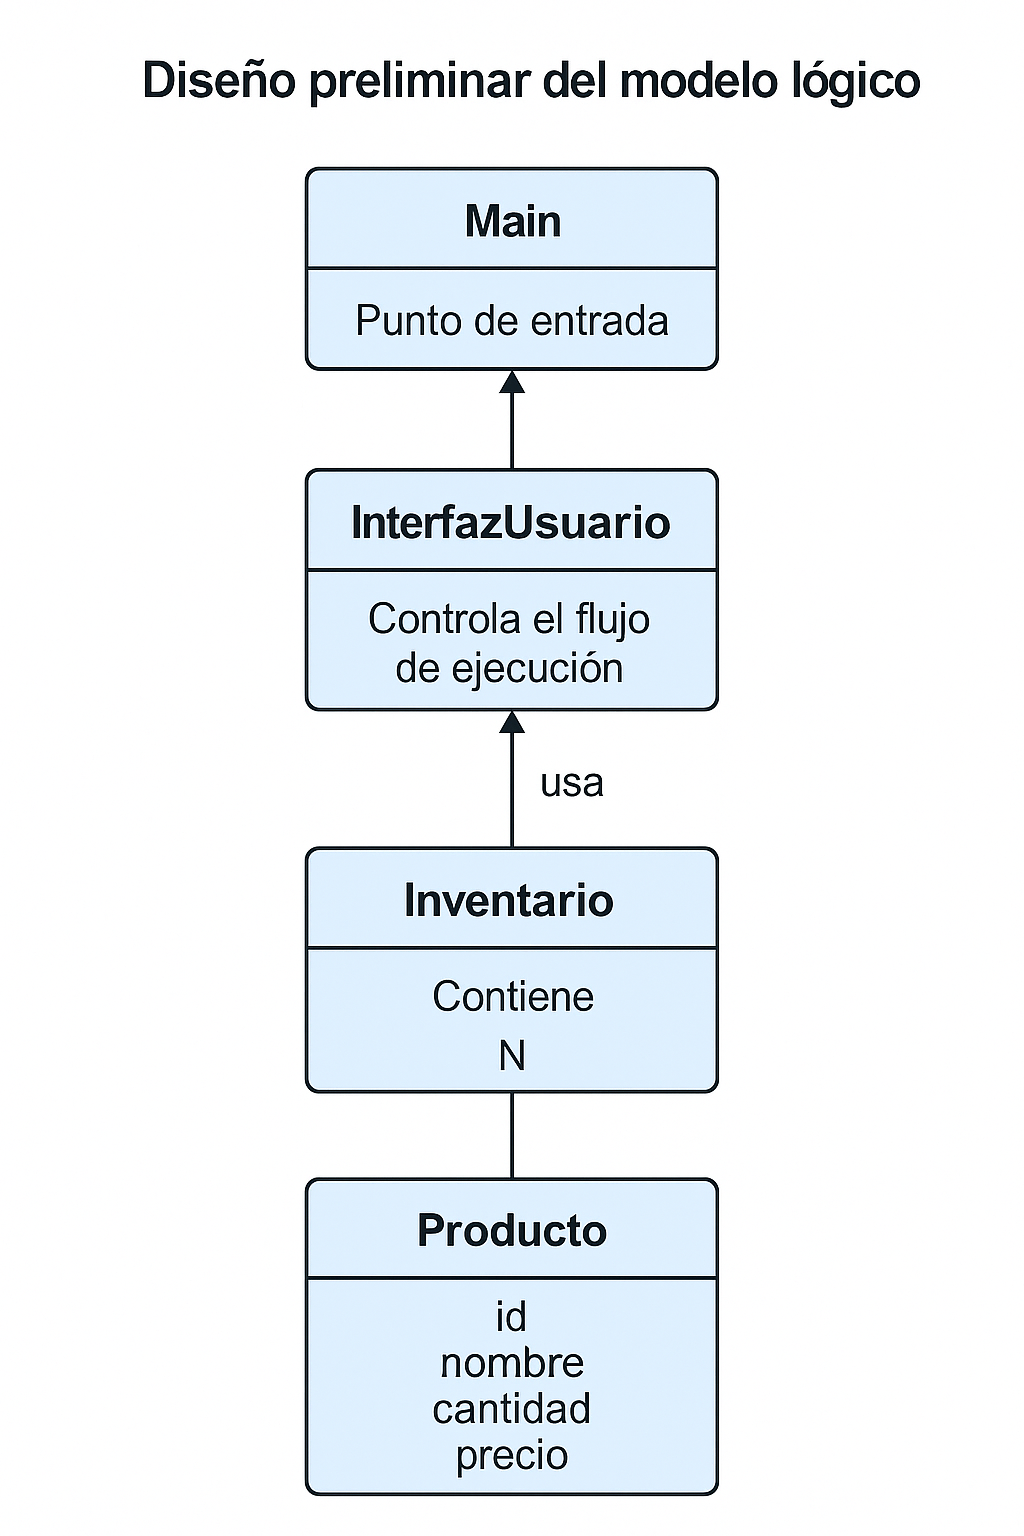 Diseño preliminar del modelo lógico
Main
Punto de entrada
InterfazUsuario
Controla el flujo
de ejecución
usa
Inventario
Contiene
N
Producto
id
nombre
cantidad
precio